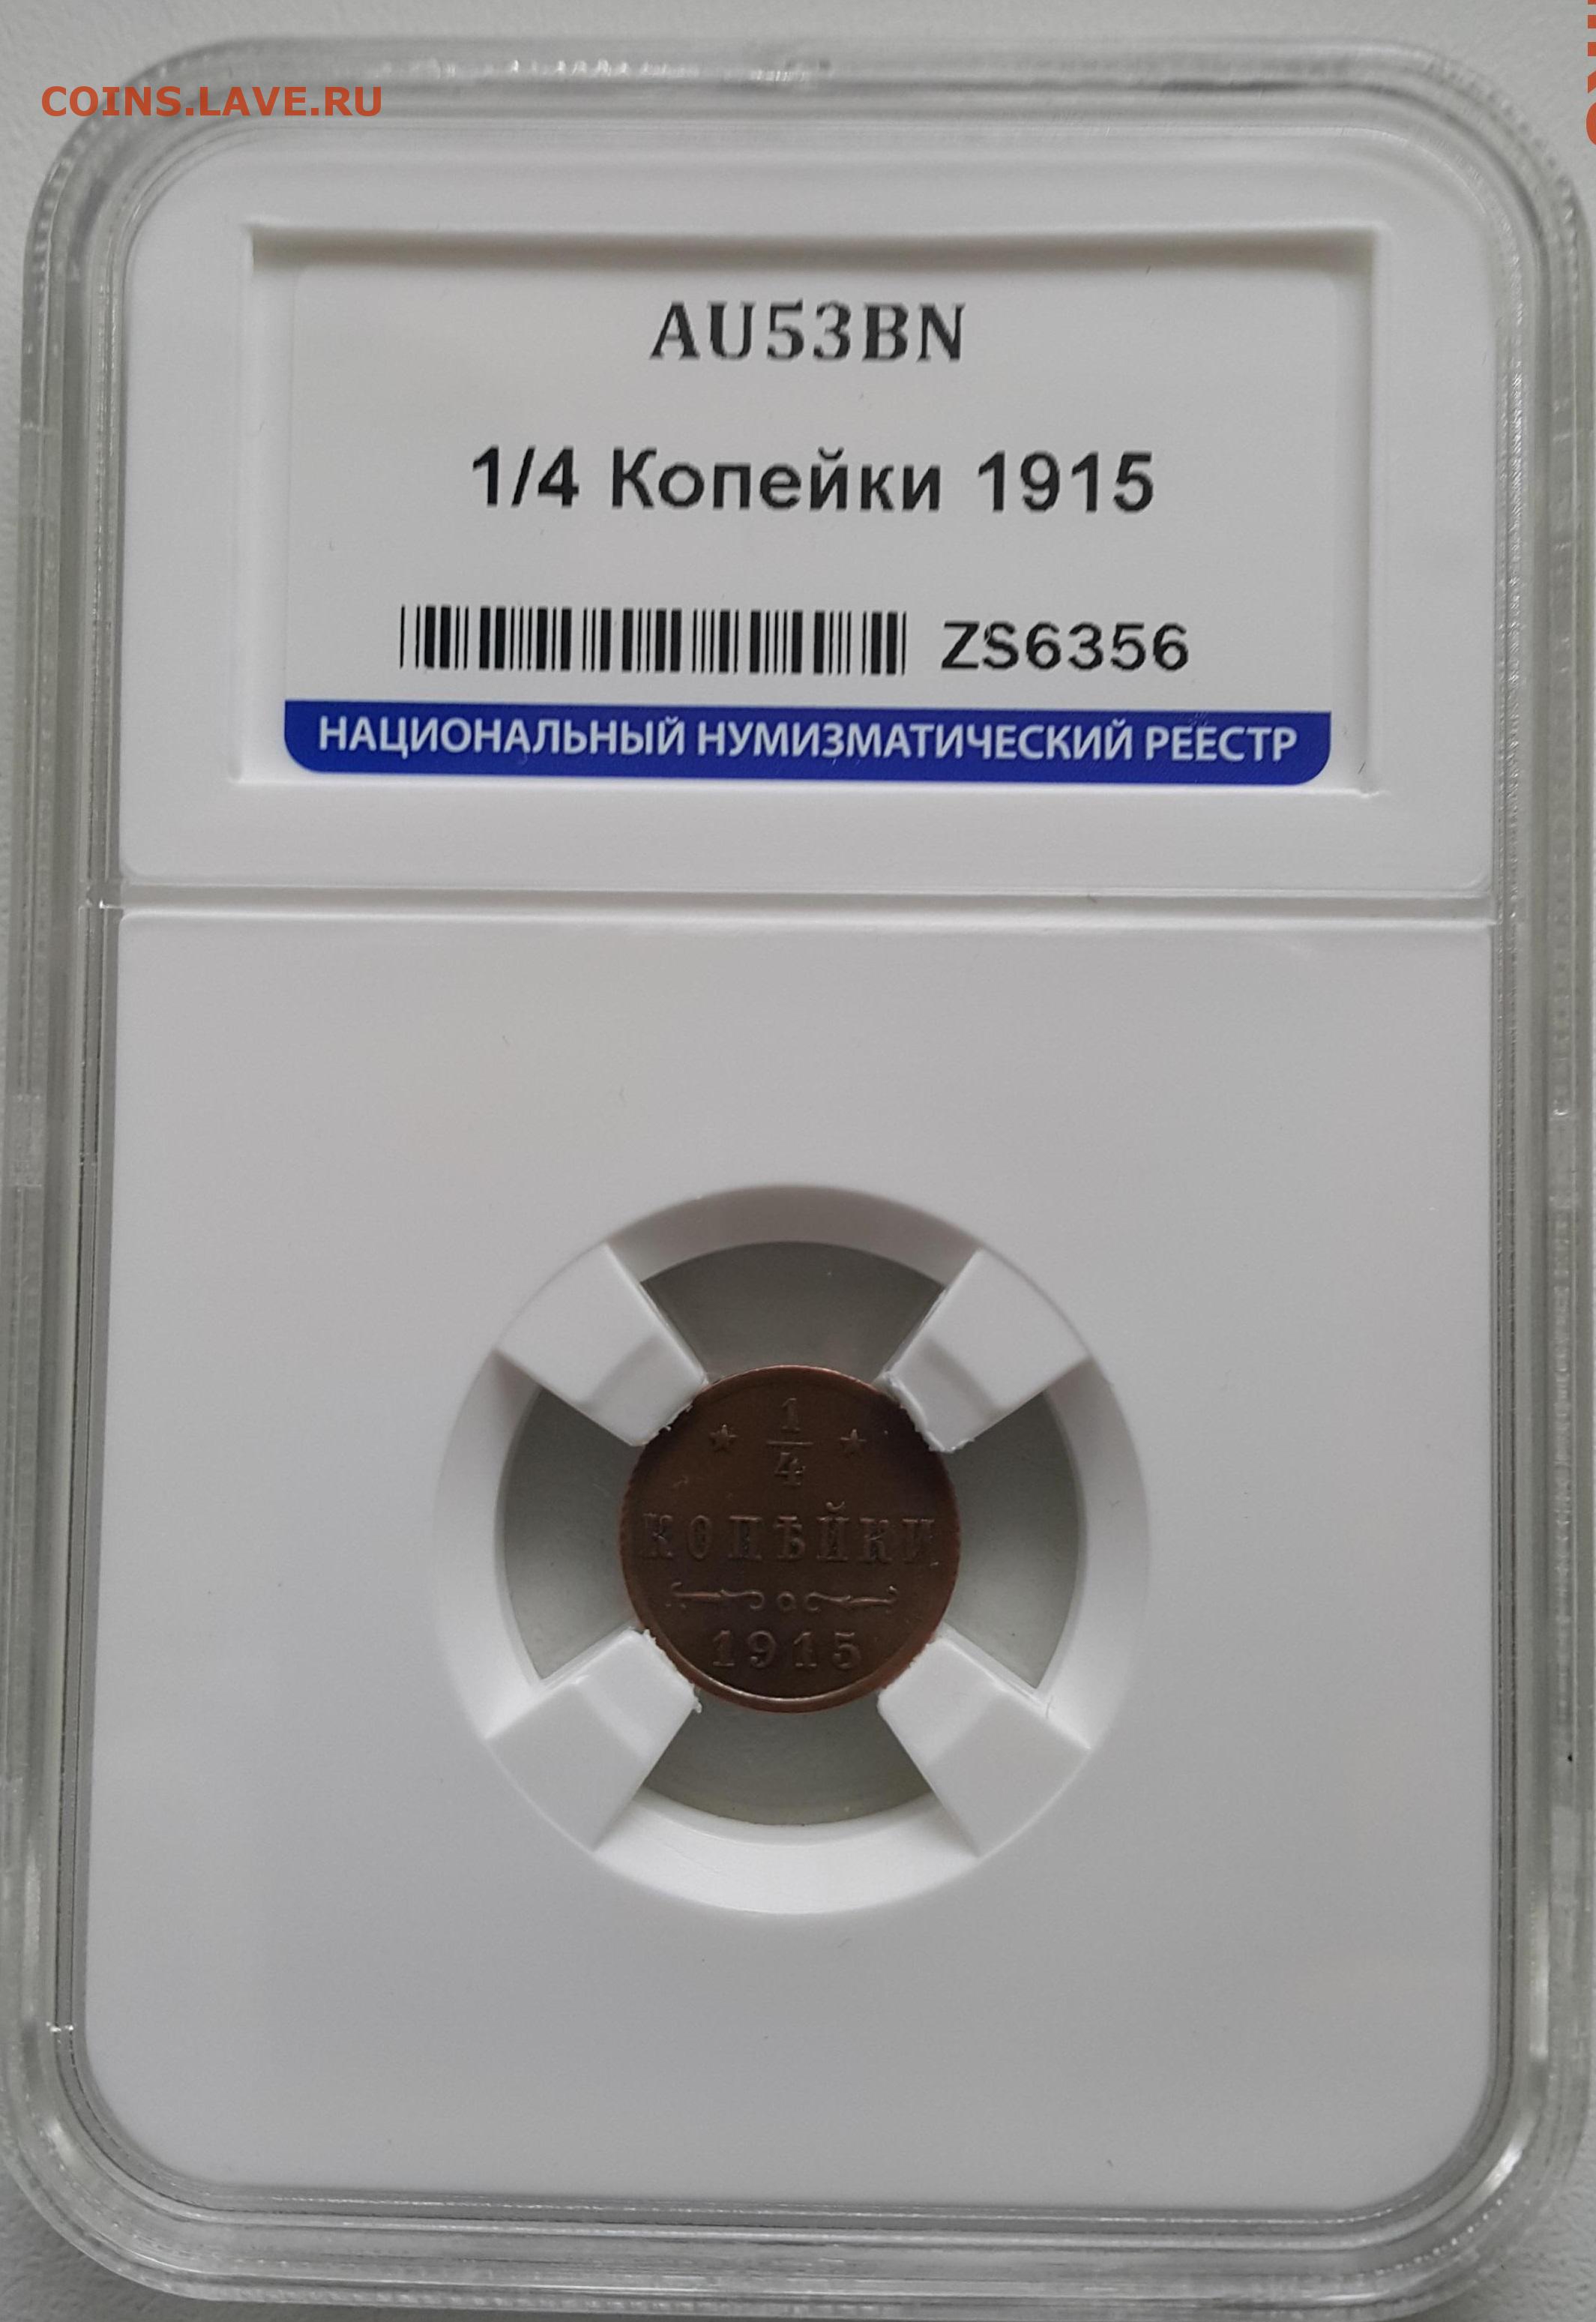 COINS.LAVE.RU
AU53BN
1/4 Копейки 1915
ZS6356
НАЦИОНАЛЬНЫЙ НУМИЗМАТИЧЕСКИЙ РЕЕСТР
★ 1/4 ★
КОПѢЙКИ
1915